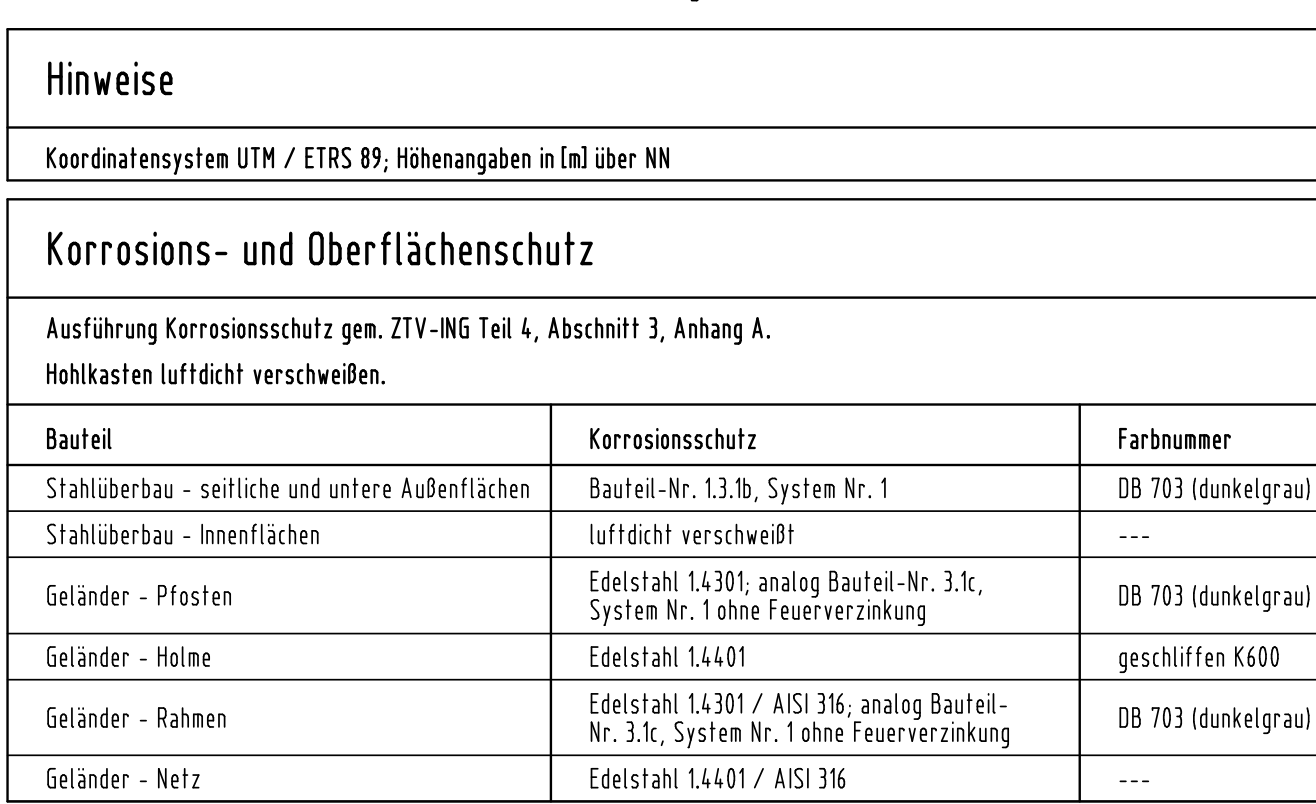 Hinweise
Koordinatensystem UTM / ETRS 89; Höhenangaben in [m] über NN
Korrosions- und Oberflächenschutz
Ausführung Korrosionsschutz gem. ZTV-ING Teil 4, Abschnitt 3, Anhang A.
Hohlkasten luftdicht verschweißen.
Bauteil Korrosionsschutz Farbnummer
Stahlüberbau - seitliche und untere Außenflächen Bauteil-Nr. 1.3.1b, System Nr. 1 DB 703 (dunkelgrau)
Stahlüberbau - Innenflächen luftdicht verschweißt ---
Geländer - Pfosten Edelstahl 1.4301; analog Bauteil-Nr. 3.1c,
System Nr. 1 ohne Feuerverzinkung DB 703 (dunkelgrau)
Geländer - Holme Edelstahl 1.4401 geschliffen K600
Geländer - Rahmen Edelstahl 1.4301 / AISI 316; analog Bauteil-
Nr. 3.1c, System Nr. 1 ohne Feuerverzinkung DB 703 (dunkelgrau)
Geländer - Netz Edelstahl 1.4401 / AISI 316 ---